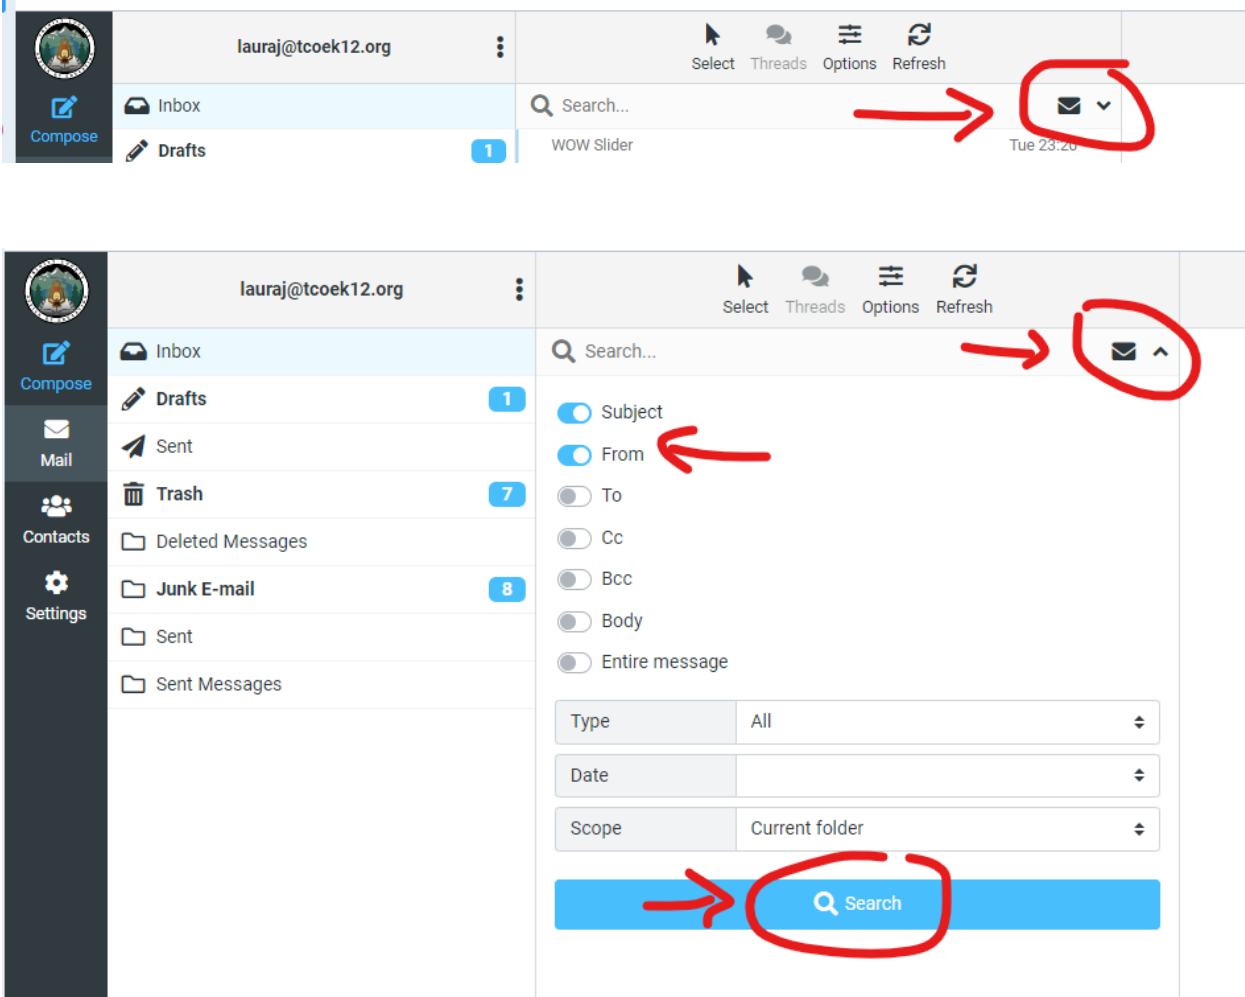 lauraj@tcoek12.org
Select Threads Options Refresh
Compose
Inbox
Search...
Drafts 1
WOW Slider Tue 23:20
lauraj@tcoek12.org
Select Threads Options Refresh
Compose
Mail
Contacts
Settings
Inbox
Drafts 1
Sent
Trash 7
Deleted Messages
Junk E-mail 8
Sent
Sent Messages
Search...
Subject
From
To
Cc
Bcc
Body
Entire message
Type All
Date
Scope Current folder
Search